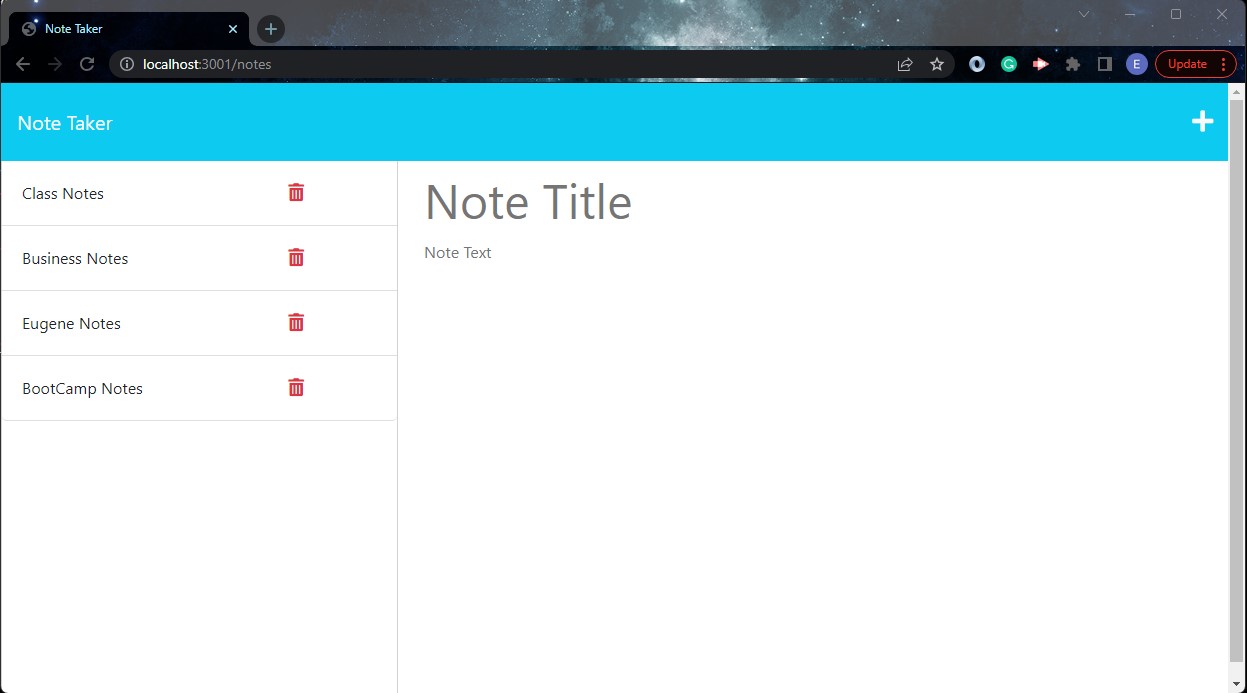 Note Taker
localhost:3001/notes
E
Update
Note Taker
Class Notes
Business Notes
Eugene Notes
BootCamp Notes
Note Title
Note Text